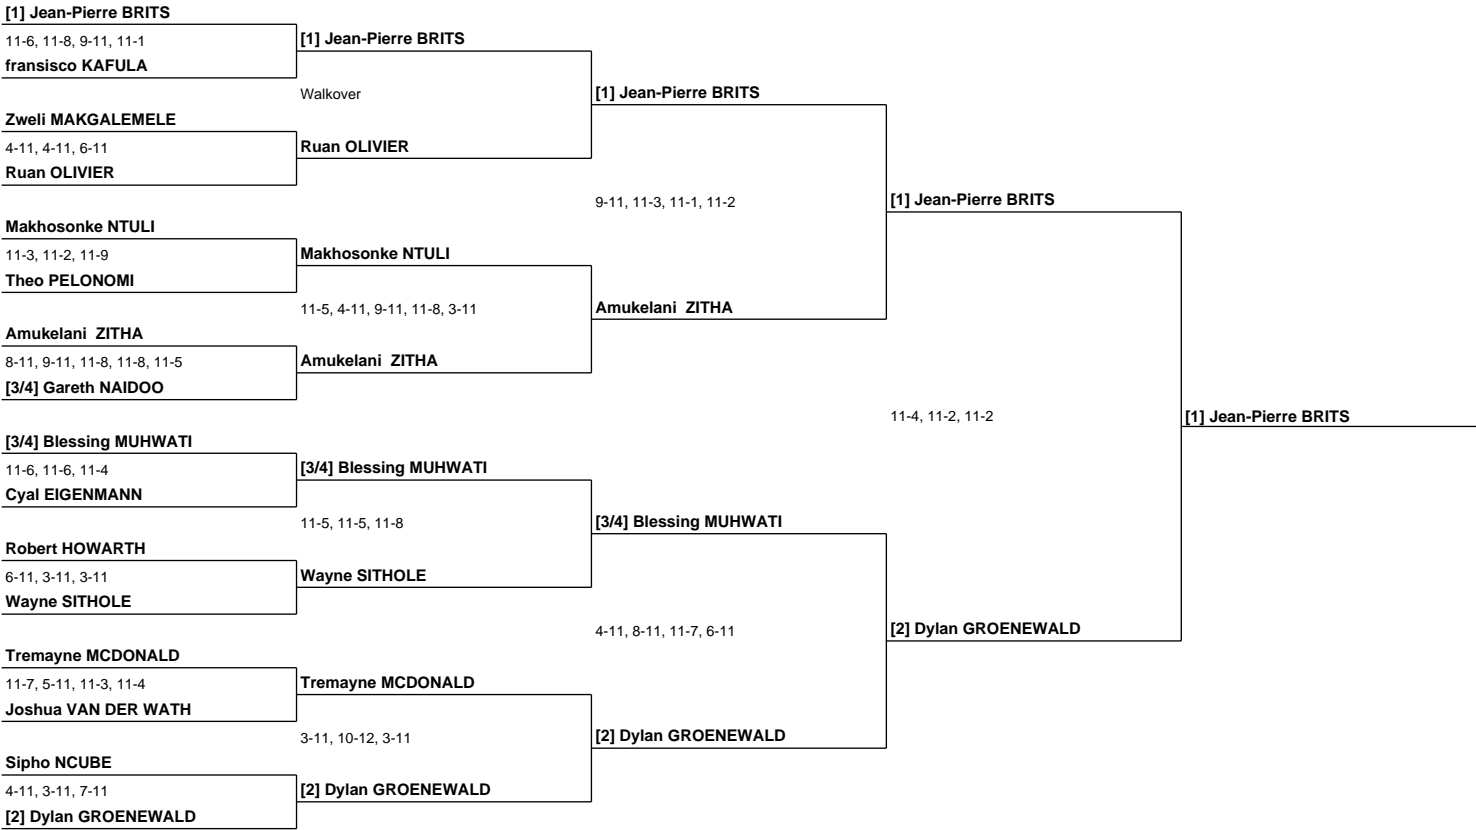 [1] Jean-Pierre BRITS
11-6, 11-8, 9-11, 11-1
fransisco KAFULA
Zweli MAKGALEMELE
4-11, 4-11, 6-11
Ruan OLIVIER
Makhosonke NTULI
11-3, 11-2, 11-9
Theo PELONOMI
Amukelani  ZITHA
8-11, 9-11, 11-8, 11-8, 11-5
[3/4] Gareth NAIDOO
[3/4] Blessing MUHWATI
11-6, 11-6, 11-4
Cyal EIGENMANN
Robert HOWARTH
6-11, 3-11, 3-11
Wayne SITHOLE
Tremayne MCDONALD
11-7, 5-11, 11-3, 11-4
Joshua VAN DER WATH
Sipho NCUBE
4-11, 3-11, 7-11
[2] Dylan GROENEWALD
[1] Jean-Pierre BRITS
Walkover
Ruan OLIVIER
Makhosonke NTULI
11-5, 4-11, 9-11, 11-8, 3-11
Amukelani  ZITHA
[3/4] Blessing MUHWATI
11-5, 11-5, 11-8
Wayne SITHOLE
Tremayne MCDONALD
3-11, 10-12, 3-11
[2] Dylan GROENEWALD
[1] Jean-Pierre BRITS
9-11, 11-3, 11-1, 11-2
Amukelani  ZITHA
[3/4] Blessing MUHWATI
4-11, 8-11, 11-7, 6-11
[2] Dylan GROENEWALD
[1] Jean-Pierre BRITS
11-4, 11-2, 11-2
[2] Dylan GROENEWALD
[1] Jean-Pierre BRITS